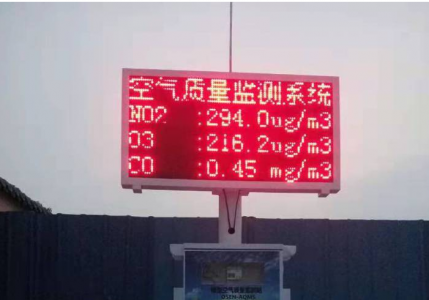 空气质量监测系统
NO2 :294.0ug/m3
O3 :216.2ug/m3
CO :0.45 mg/m3